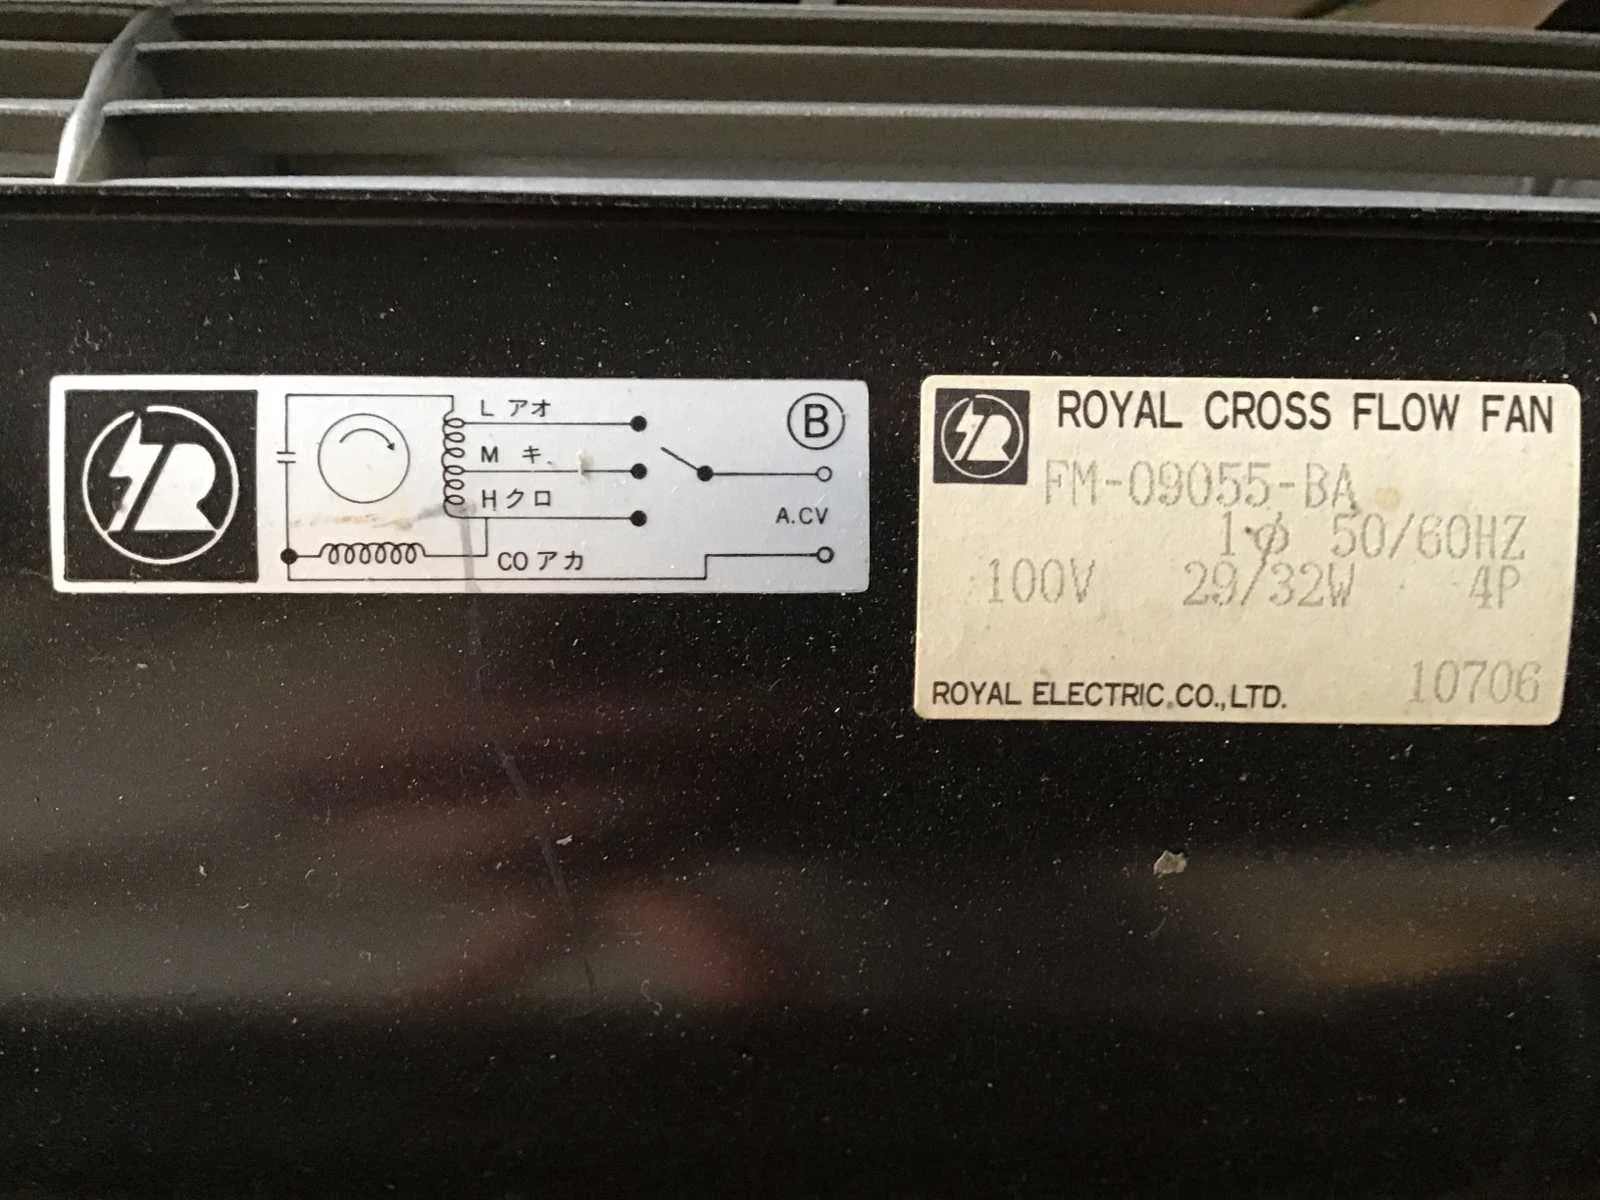 L アオ
M キ
H クロ
CO アカ
B
A.CV
R
ROYAL CROSS FLOW FAN
FM-09055-BA
1φ 50/60HZ
100V 29/32W 4P
ROYAL ELECTRIC.CO.,LTD. 10706